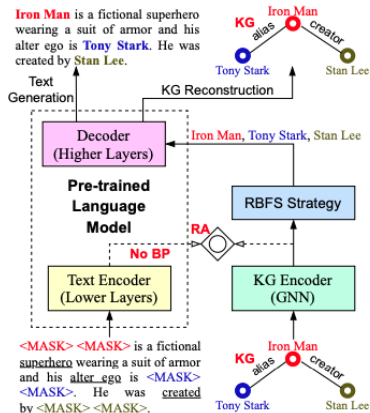 Iron Man is a fictional superhero
wearing a suit of armor and his
alter ego is Tony Stark. He was
created by Stan Lee.
KG
Iron Man
alias
creator
Tony Stark
Stan Lee
Text
Generation
KG Reconstruction
Decoder
(Higher Layers)
Iron Man, Tony Stark, Stan Lee
Pre-trained
Language
Model
RBFS Strategy
RA
No BP
Text Encoder
(Lower Layers)
KG Encoder
(GNN)
<MASK> <MASK> is a fictional
superhero wearing a suit of armor
and his alter ego is <MASK>
<MASK>. He was created
by <MASK> <MASK>.
KG
Iron Man
alias
creator
Tony Stark
Stan Lee